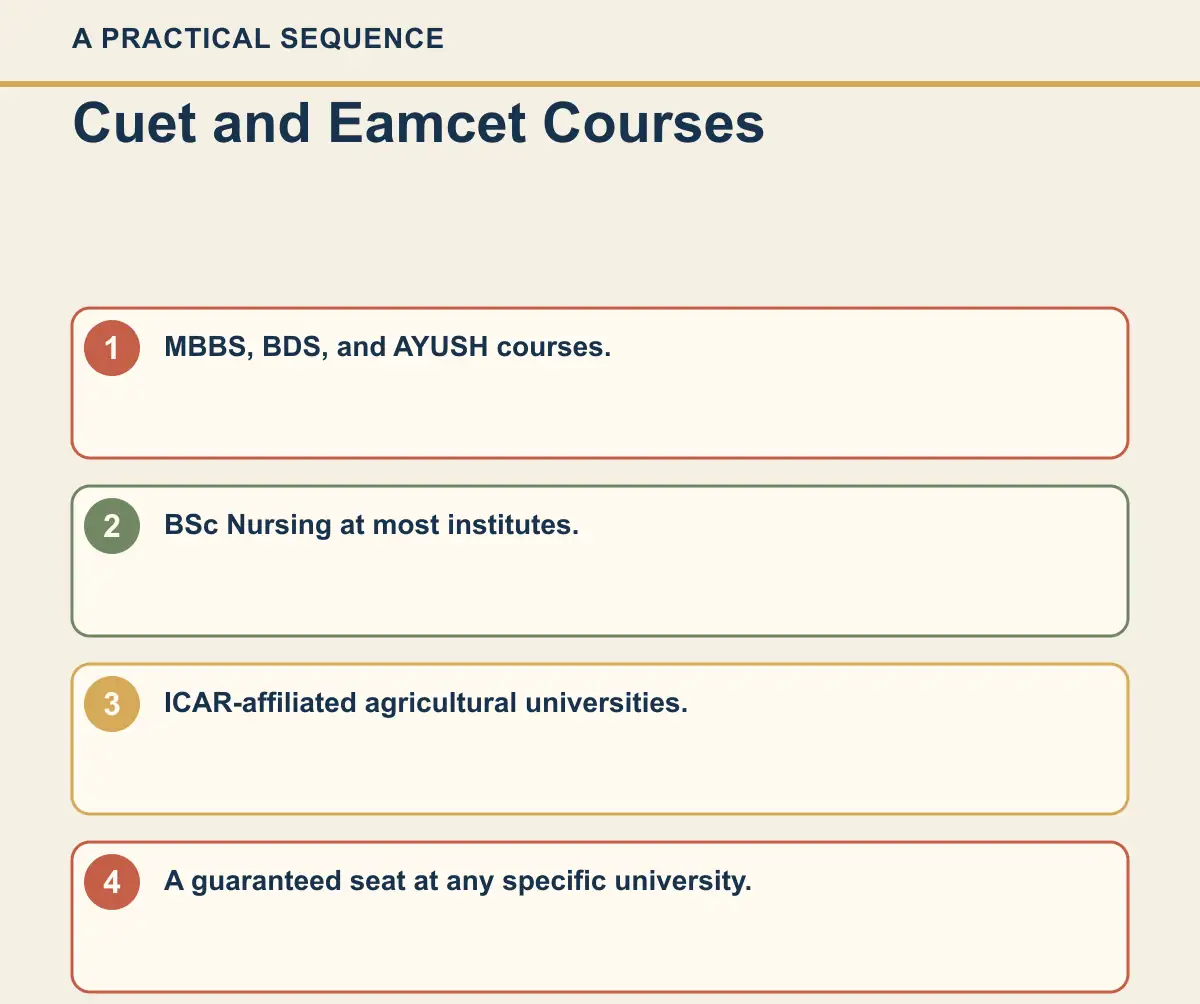 A PRACTICAL SEQUENCE
Cuet and Eamcet Courses
1 MBBS, BDS, and AYUSH courses.
2 BSc Nursing at most institutes.
3 ICAR-affiliated agricultural universities.
4 A guaranteed seat at any specific university.